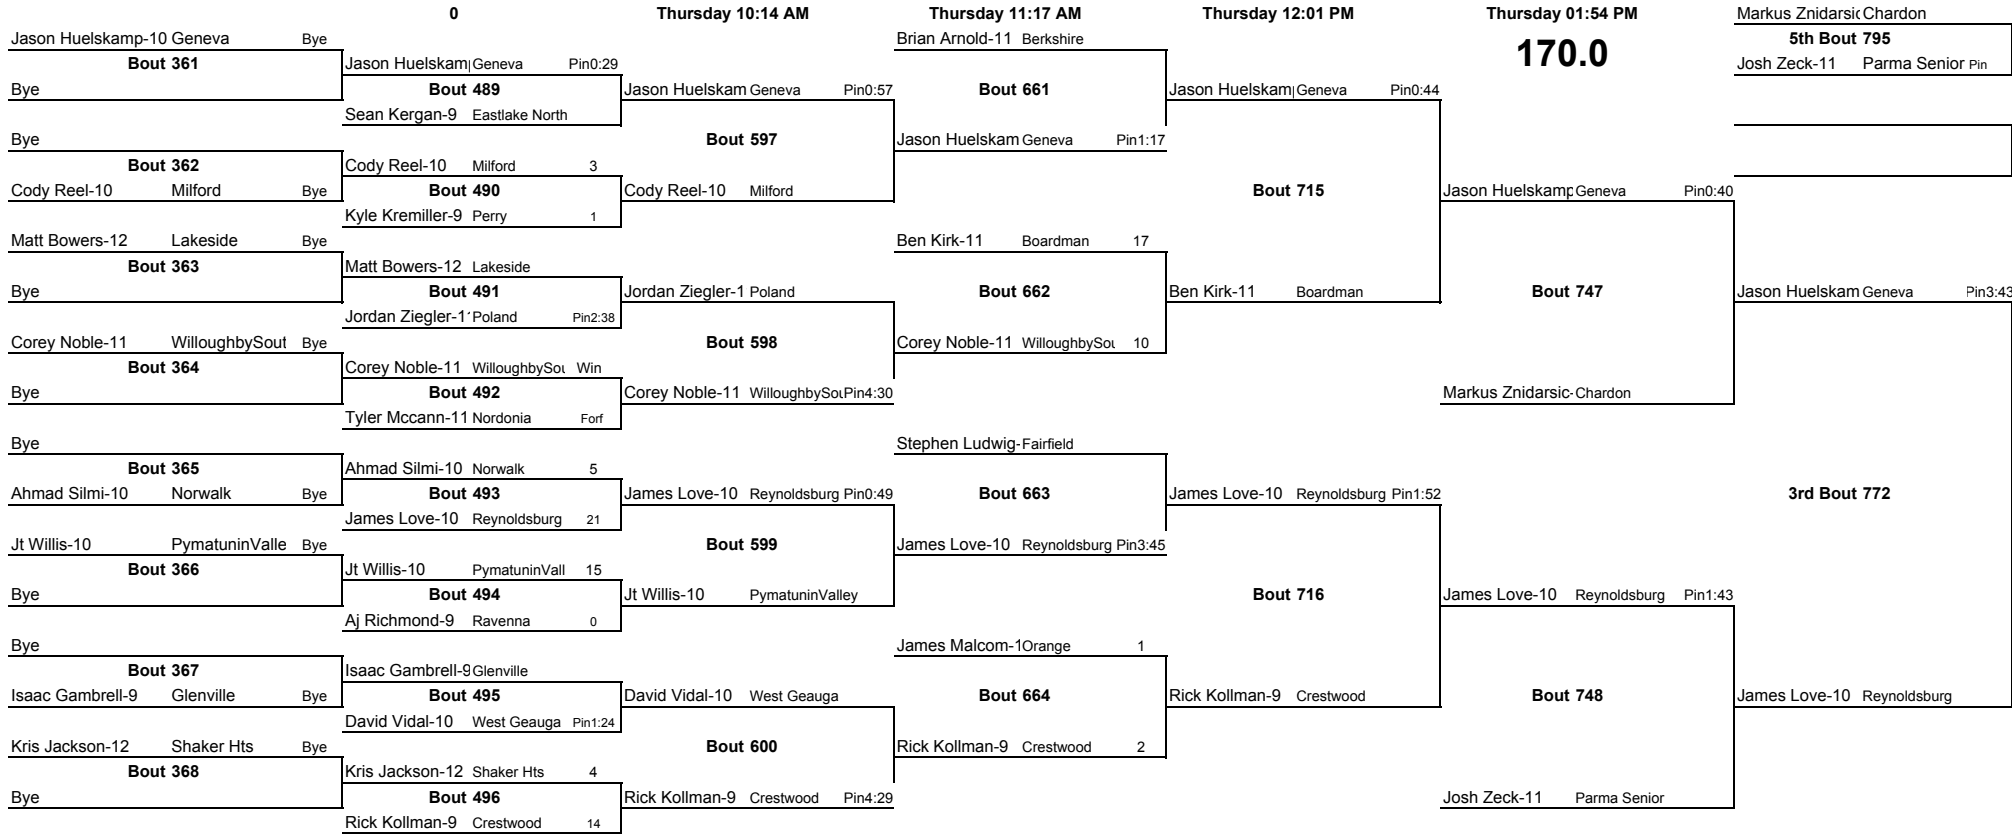 0 Thursday 10:14 AM Thursday 11:17 AM Thursday 12:01 PM Thursday 01:54 PM Markus Znidarsic Chardon
Jason Huelskamp-10 Geneva Bye Brian Arnold-11 Berkshire 170.0 5th Bout 795
Bout 361 Jason Huelskam Geneva Pin0:29 Josh Zeck-11 Parma Senior Pin
Bye Bout 489 Jason Huelskam Geneva Pin0:57 Bout 661 Jason Huelskam Geneva Pin0:44
Sean Kergan-9 Eastlake North
Bye Bout 597 Jason Huelskam Geneva Pin1:17
Bout 362 Cody Reel-10 Milford 3
Cody Reel-10 Milford Bye Bout 490 Cody Reel-10 Milford Bout 715 Jason Huelskamp Geneva Pin0:40
Kyle Kremiller-9 Perry 1
Matt Bowers-12 Lakeside Bye Ben Kirk-11 Boardman 17
Bout 363 Matt Bowers-12 Lakeside
Bye Bout 491 Jordan Ziegler-1 Poland Bout 662 Ben Kirk-11 Boardman Bout 747 Jason Huelskam Geneva Pin3:43
Jordan Ziegler-1 Poland Pin2:38
Corey Noble-11 WilloughbySout Bye Bout 598 Corey Noble-11 WilloughbySou 10
Bout 364 Corey Noble-11 WilloughbySou Win
Bye Bout 492 Corey Noble-11 WilloughbySou Pin4:30 Markus Znidarsic- Chardon
Tyler Mccann-11 Nordonia Forf
Bye Stephen Ludwig- Fairfield
Bout 365 Ahmad Silmi-10 Norwalk 5
Ahmad Silmi-10 Norwalk Bye Bout 493 James Love-10 Reynoldsburg Pin0:49 Bout 663 James Love-10 Reynoldsburg Pin1:52 3rd Bout 772
James Love-10 Reynoldsburg 21
Jt Willis-10 PymatuninValle Bye Bout 599 James Love-10 Reynoldsburg Pin3:45
Bout 366 Jt Willis-10 PymatuninVall 15
Bye Bout 494 Jt Willis-10 PymatuninValley Bout 716 James Love-10 Reynoldsburg Pin1:43
Aj Richmond-9 Ravenna 0
Bye James Malcom-1 Orange 1
Bout 367 Isaac Gambrell-9 Glenville
Isaac Gambrell-9 Glenville Bye Bout 495 David Vidal-10 West Geauga Bout 664 Rick Kollman-9 Crestwood Bout 748 James Love-10 Reynoldsburg
David Vidal-10 West Geauga Pin1:24
Kris Jackson-12 Shaker Hts Bye Bout 600 Rick Kollman-9 Crestwood 2
Bout 368 Kris Jackson-12 Shaker Hts 4
Bye Bout 496 Rick Kollman-9 Crestwood Pin4:29 Josh Zeck-11 Parma Senior
Rick Kollman-9 Crestwood 14